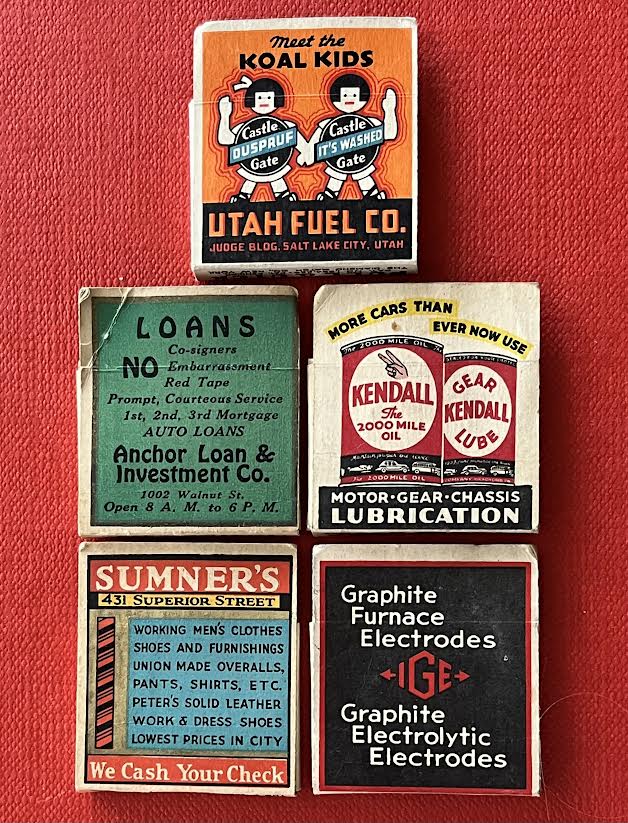 Meet the
KOAL KIDS
Castle
DUSPRUF
Gate
Castle
IT'S WASHED
Gate
UTAH FUEL CO.
JUDGE BLDG. SALT LAKE CITY, UTAH
LOANS
NO
Co-signers
Embarrassment
Red Tape
Prompt, Courteous Service
1st, 2nd, 3rd Mortgage
AUTO LOANS
Anchor Loan &
Investment Co.
1002 Walnut St.
Open 8 A. M. to 6 P. M.
MORE CARS THAN
EVER NOW USE
The 2000 MILE OIL
KENDALL
The
2000 MILE
OIL
The 2000 MILE OIL
GEAR
KENDALL
LUBE
MOTOR·GEAR·CHASSIS
LUBRICATION
SUMNER'S
431 SUPERIOR STREET
WORKING MEN'S CLOTHES
SHOES AND FURNISHINGS
UNION MADE OVERALLS,
PANTS, SHIRTS, ETC.
PETER'S SOLID LEATHER
WORK & DRESS SHOES
LOWEST PRICES IN CITY
We Cash Your Check
Graphite
Furnace
Electrodes
IGE
Graphite
Electrolytic
Electrodes